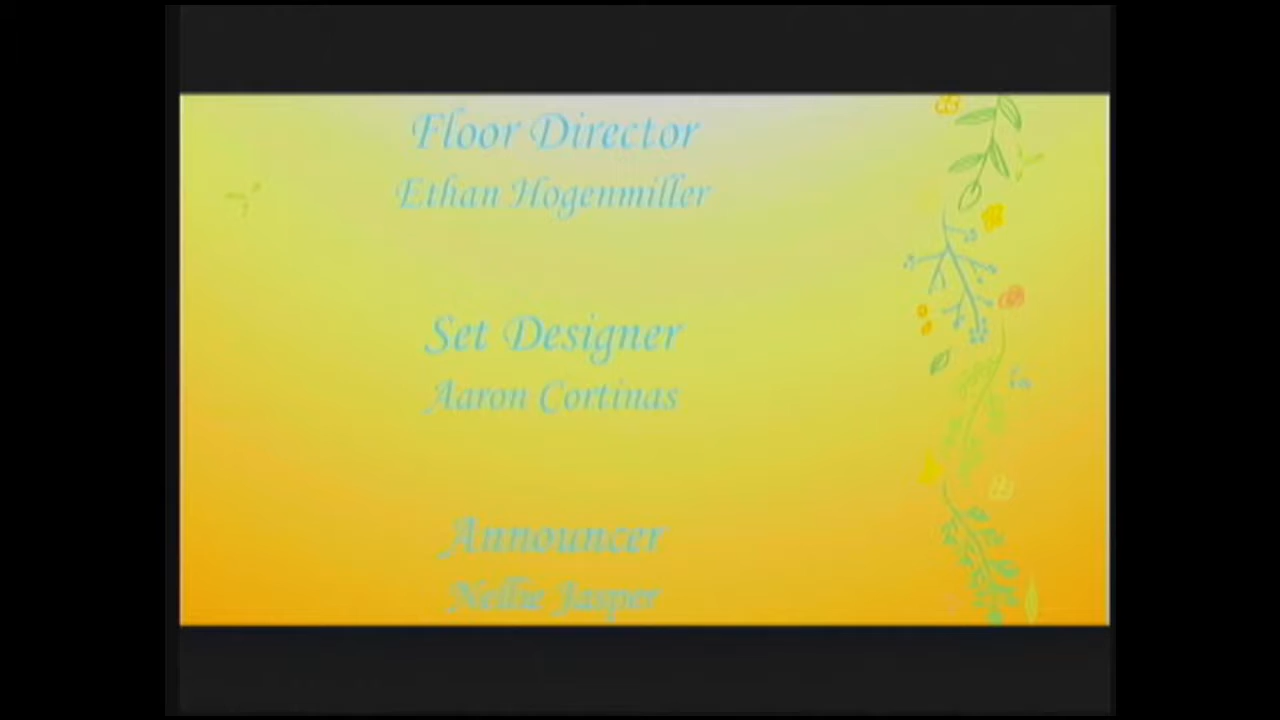 Floor Director
Ethan Hogenmiller
Set Designer
Aaron Cortinas
Announcer
Nellie Jasper